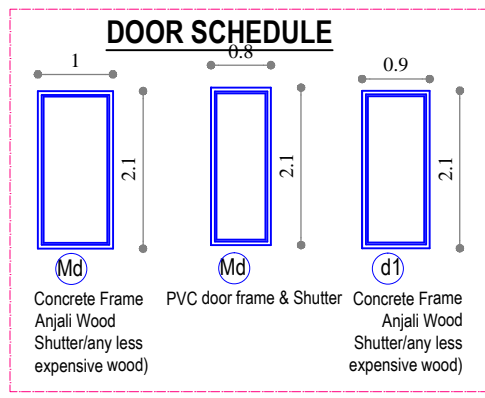 DOOR SCHEDULE
1
0.8
0.9
2.1
2.1
2.1
Md
Md
d1
Concrete Frame
Anjali Wood
Shutter/any less
expensive wood)
PVC door frame & Shutter
Concrete Frame
Anjali Wood
Shutter/any less
expensive wood)